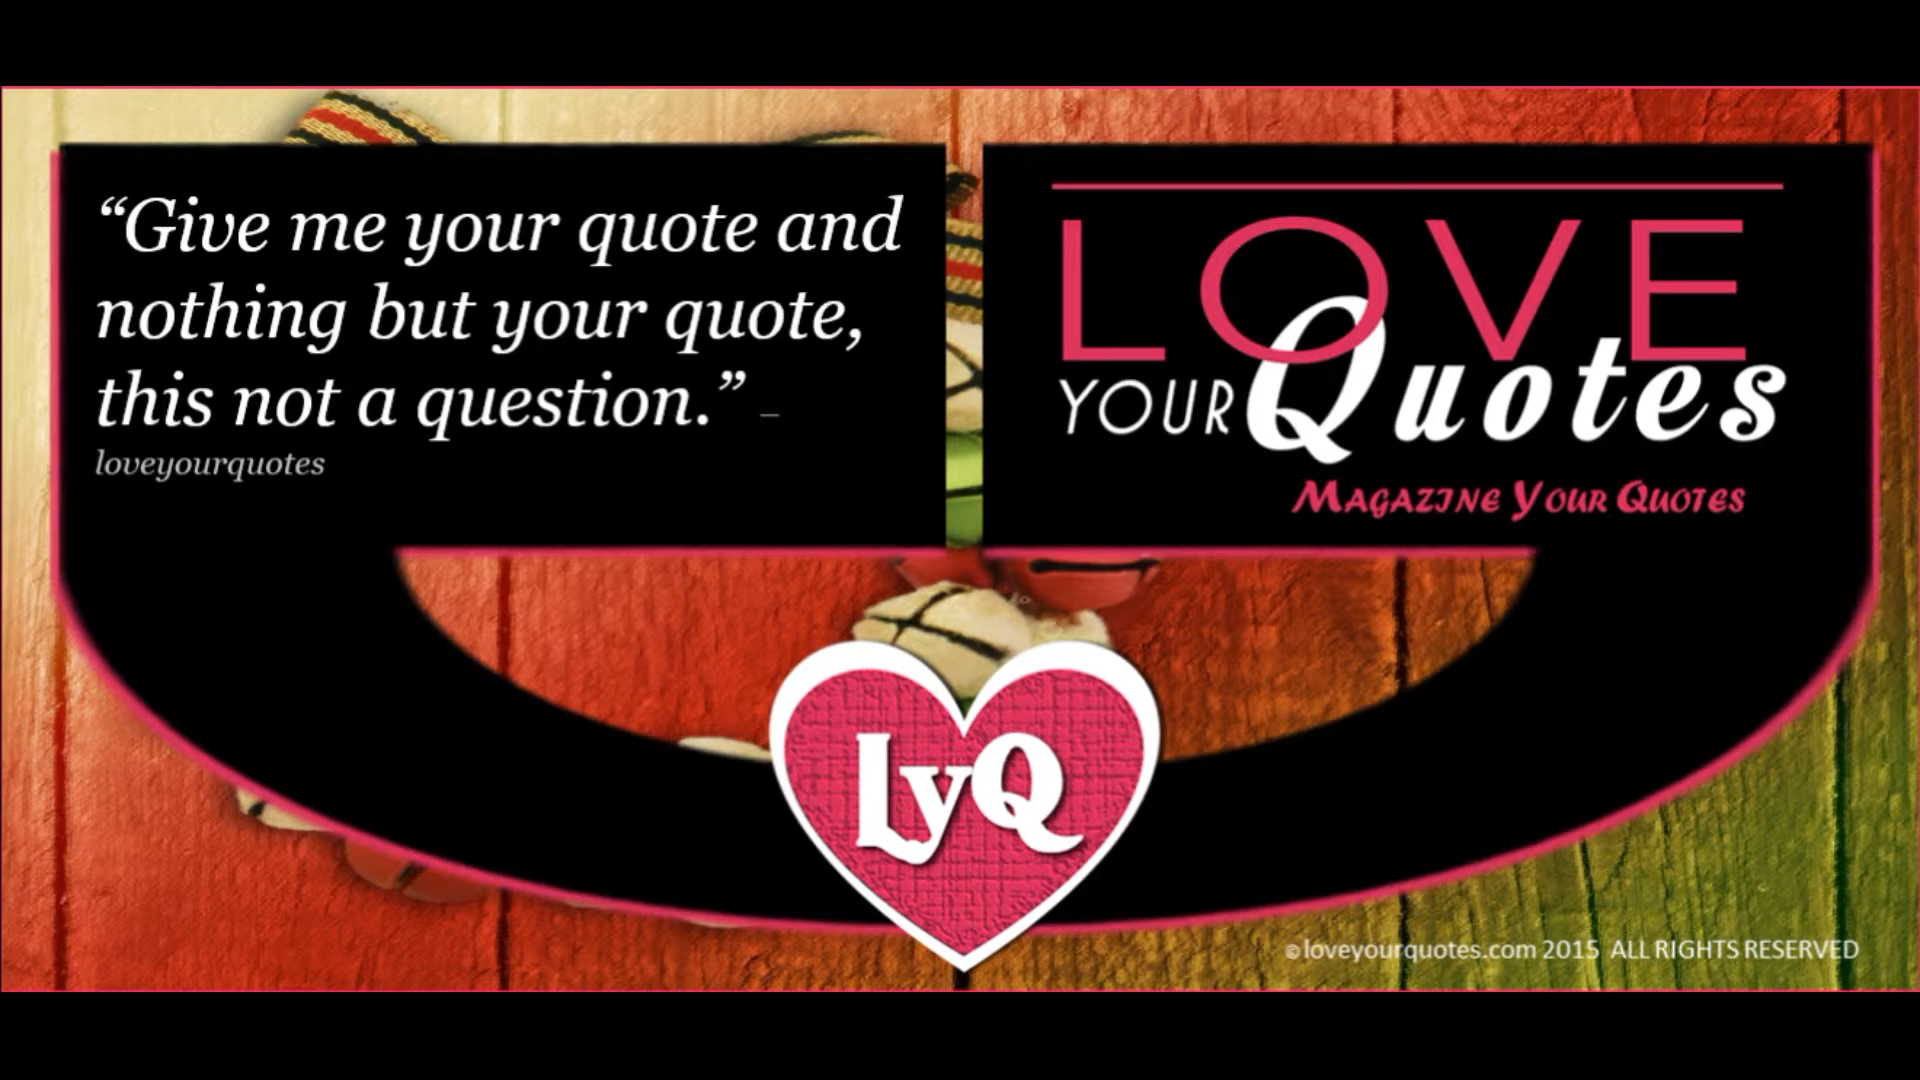 “Give me your quote and
nothing but your quote,
this not a question.” –
loveyourquotes
LOVE
YOUR Quotes
MAGAZINE YOUR QUOTES
LyQ
©loveyourquotes.com 2015 ALL RIGHTS RESERVED